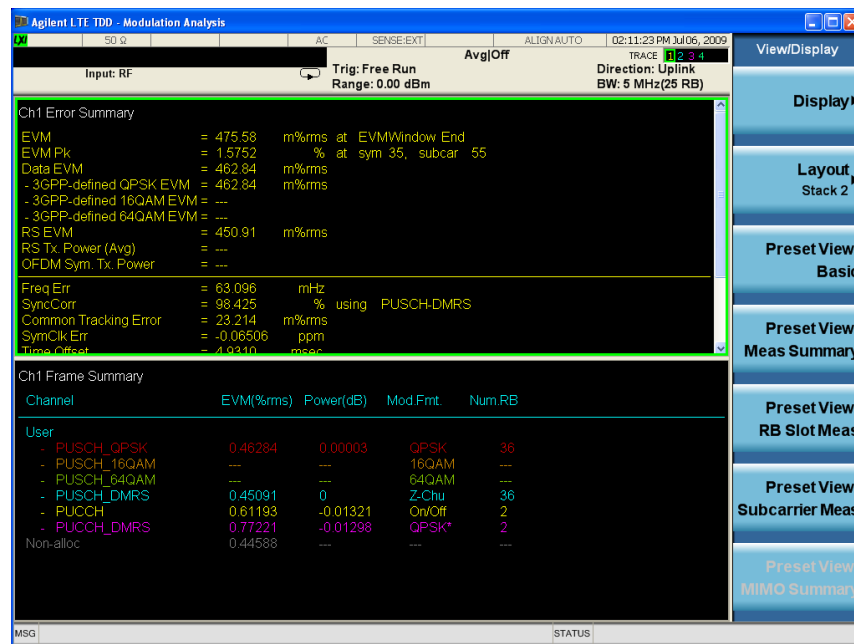 Agilent LTE TDD - Modulation Analysis
LXI 50 Ω AC SENSE:EXT ALIGN AUTO 02:11:23 PM Jul 06, 2009
Avg|Off TRACE 1 2 3 4
Input: RF Trig: Free Run Direction: Uplink
Range: 0.00 dBm BW: 5 MHz(25 RB)
Ch1 Error Summary
EVM = 475.58 m%rms at EVMWindow End
EVM Pk = 1.5752 % at sym 35, subcar 55
Data EVM = 462.84 m%rms
- 3GPP-defined QPSK EVM = 462.84 m%rms
- 3GPP-defined 16QAM EVM = ---
- 3GPP-defined 64QAM EVM = ---
RS EVM = 450.91 m%rms
RS Tx. Power (Avg) = ---
OFDM Sym. Tx. Power = ---
Freq Err = 63.096 mHz
SyncCorr = 98.425 % using PUSCH-DMRS
Common Tracking Error = 23.214 m%rms
SymClk Err = -0.06506 ppm
Time Offset = 4.9310 msec
Ch1 Frame Summary
Channel EVM(%rms) Power(dB) Mod.Fmt. Num.RB
User
- PUSCH_QPSK 0.46284 0.00003 QPSK 36
- PUSCH_16QAM --- --- 16QAM ---
- PUSCH_64QAM --- --- 64QAM ---
- PUSCH_DMRS 0.45091 0 Z-Chu 36
- PUCCH 0.61193 -0.01321 On/Off 2
- PUCCH_DMRS 0.77221 -0.01298 QPSK* 2
Non-alloc 0.44588 --- --- ---
View/Display
Display
Layout
Stack 2
Preset View
Basic
Preset View
Meas Summary
Preset View
RB Slot Meas
Preset View
Subcarrier Meas
Preset View
MIMO Summary
MSG STATUS